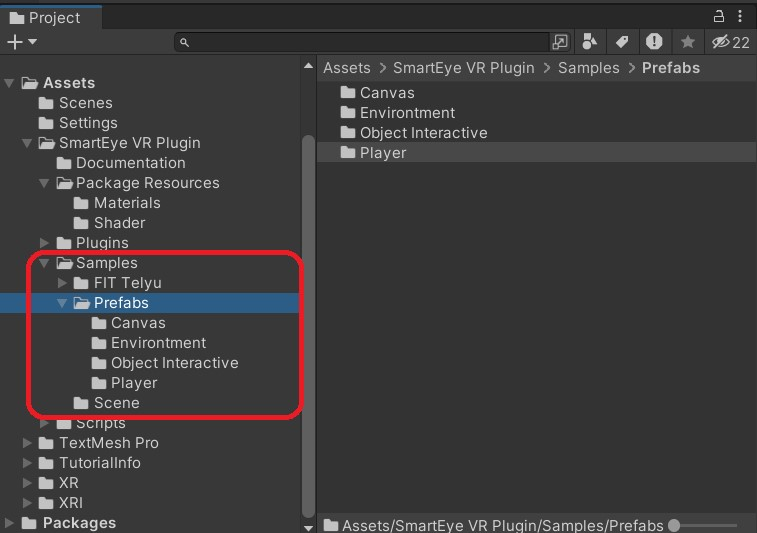 Project
22
Assets
Scenes
Settings
SmartEye VR Plugin
Documentation
Package Resources
Materials
Shader
Plugins
Samples
FIT Telyu
Prefabs
Canvas
Environtment
Object Interactive
Player
Scene
Scripts
TextMesh Pro
TutorialInfo
XR
XRI
Packages
Assets > SmartEye VR Plugin > Samples > Prefabs
Canvas
Environtment
Object Interactive
Player
Assets/SmartEye VR Plugin/Samples/Prefabs